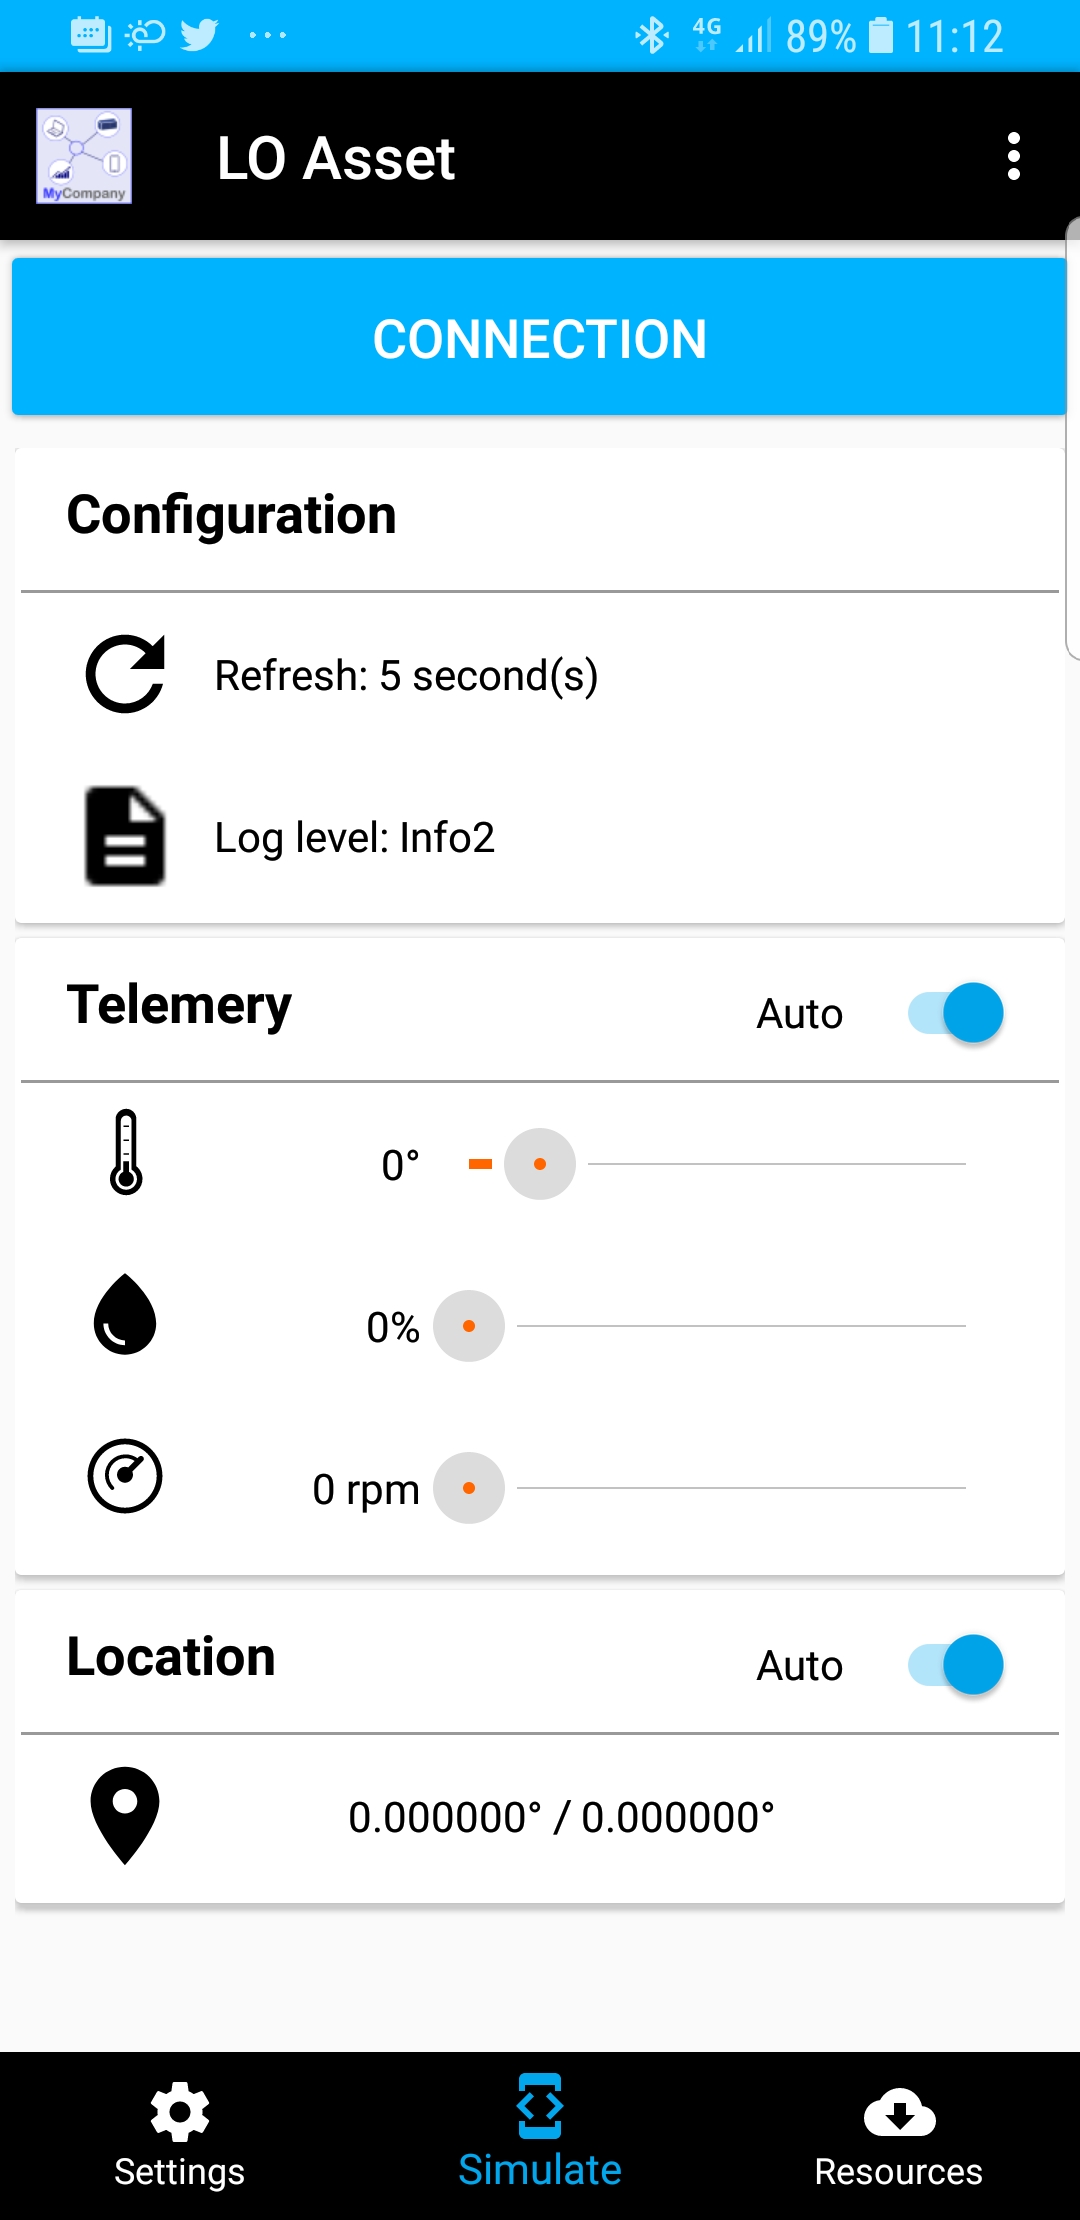 4G 89% 11:12
MyCompany
LO Asset
CONNECTION
Configuration
Refresh: 5 second(s)
Log level: Info2
Telemery
Auto
0°
0%
0 rpm
Location
Auto
0.000000° / 0.000000°
Settings
Simulate
Resources